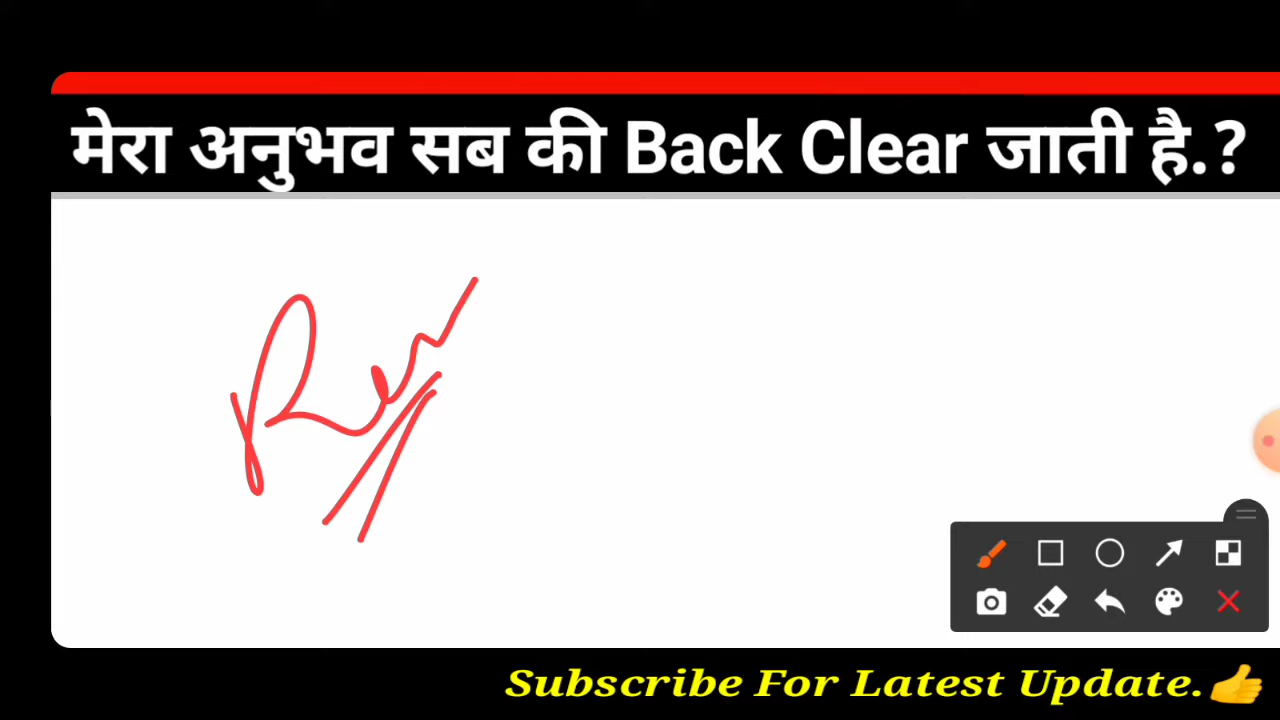 मेरा अनुभव सब की Back Clear जाती है.?
Subscribe For Latest Update.👍